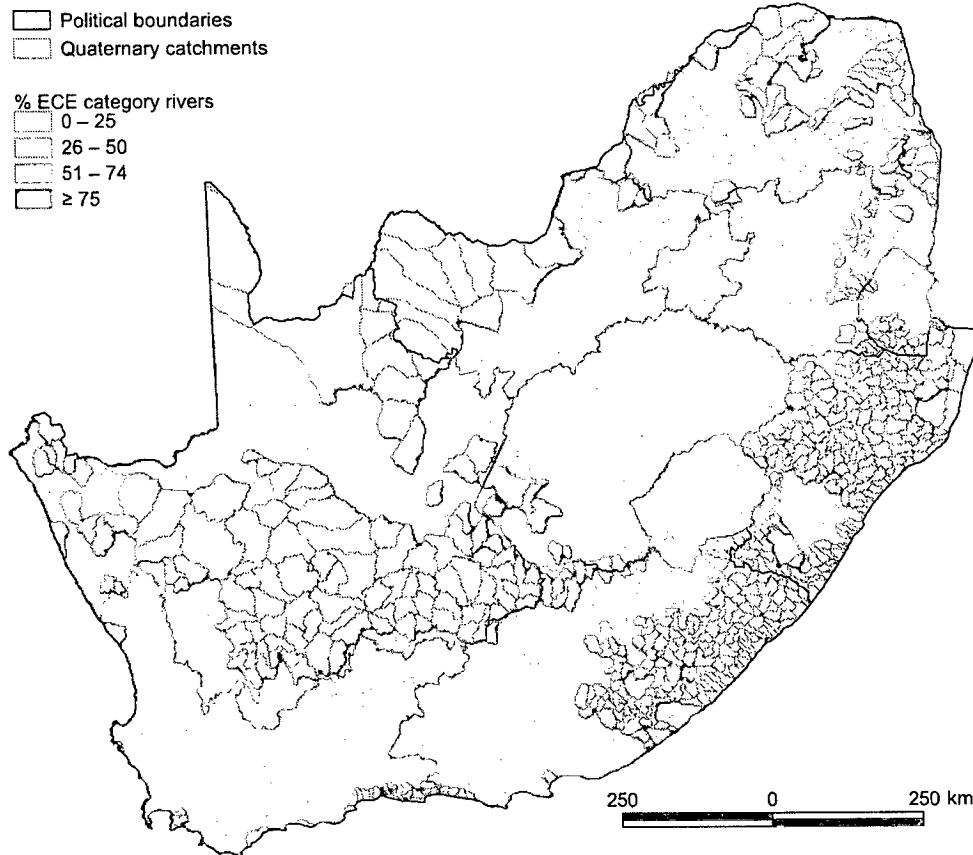 Political boundaries
Quaternary catchments
% ECE category rivers
0 – 25
26 – 50
51 – 74
≥ 75
250 0 250 km